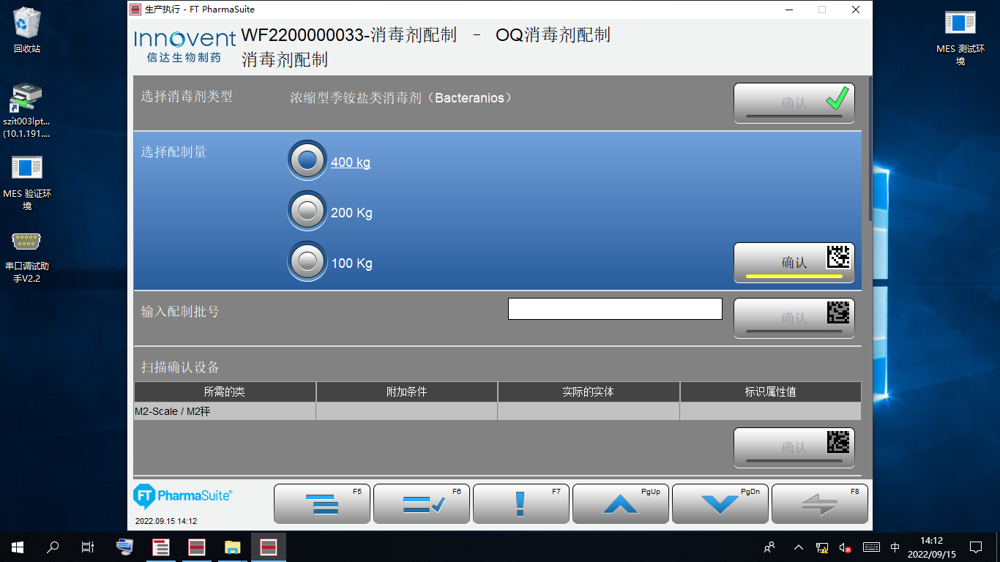 生产执行 - FT PharmaSuite
回收站
szit003lpt...
(10.1.191....
MES 验证环
境
串口调试助
手V2.2
MES 测试环
境
Innovent
信达生物制药
WF2200000033-消毒剂配制 - OQ消毒剂配制
消毒剂配制
选择消毒剂类型
浓缩型季铵盐类消毒剂（Bacteranios）
确认
选择配制量
400 kg
200 Kg
100 Kg
确认
输入配制批号
确认
扫描确认设备
所需的类 附加条件 实际的实体 标识属性值
M2-Scale / M2秤
确认
FT PharmaSuite®
2022.09.15 14:12
F5 F6 F7 PgUp PgDn F8
中
14:12
2022/09/15